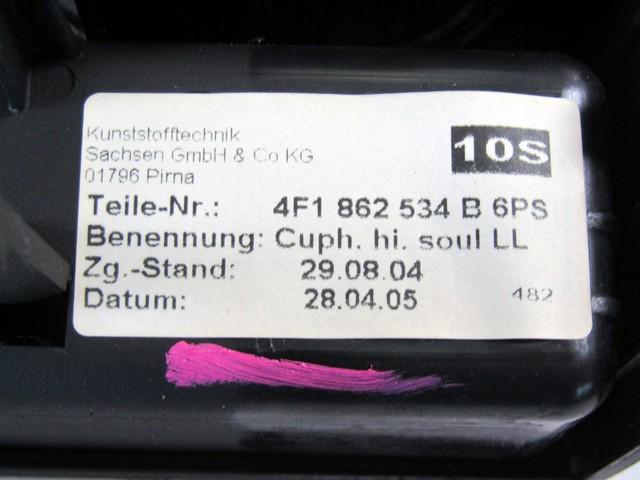 Kunststofftechnik
Sachsen GmbH & Co KG
01796 Pirna
10S
Teile-Nr.: 4F1 862 534 B 6PS
Benennung: Cuph. hi. soul LL
Zg.-Stand: 29.08.04
Datum: 28.04.05 482